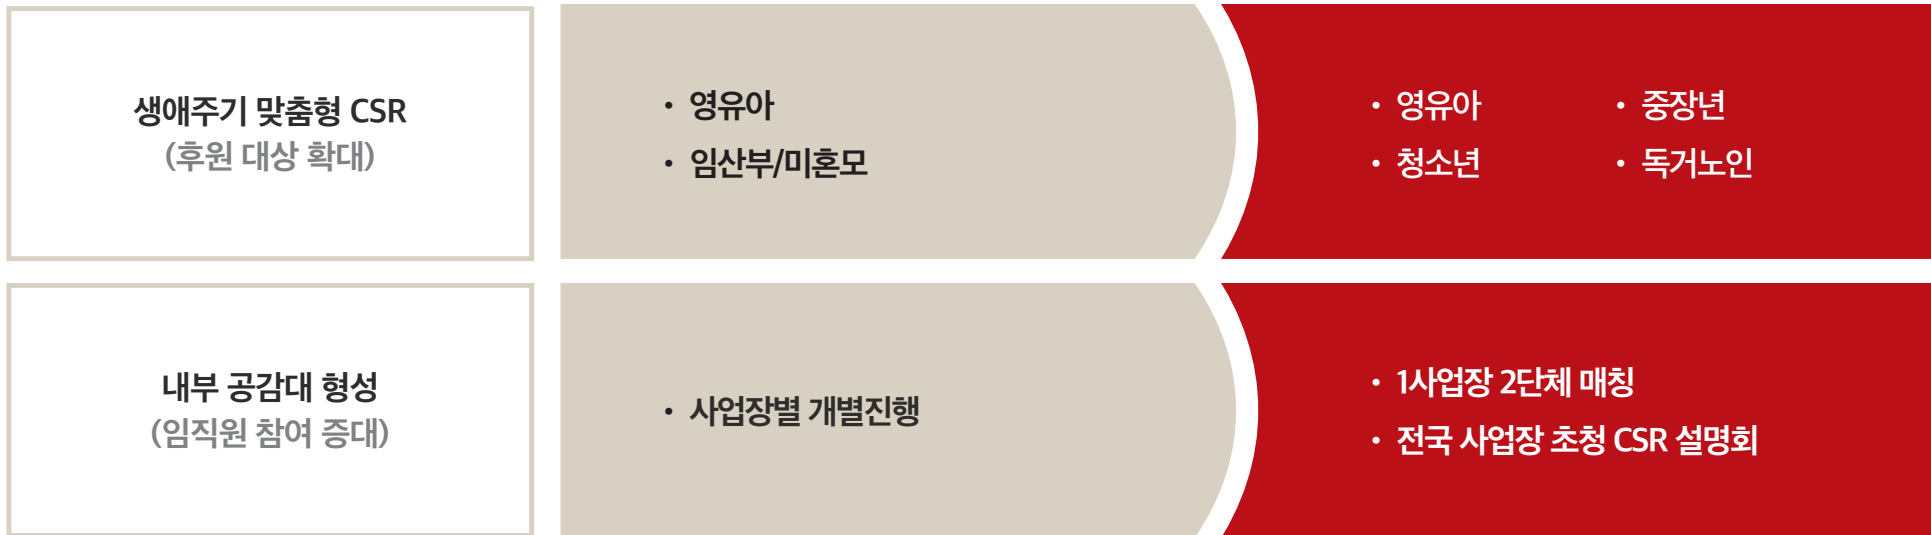 생애주기 맞춤형 CSR
(후원 대상 확대)
• 영유아
• 임산부/미혼모
• 영유아
• 청소년
• 중장년
• 독거노인
내부 공감대 형성
(임직원 참여 증대)
• 사업장별 개별진행
• 1사업장 2단체 매칭
• 전국 사업장 초청 CSR 설명회